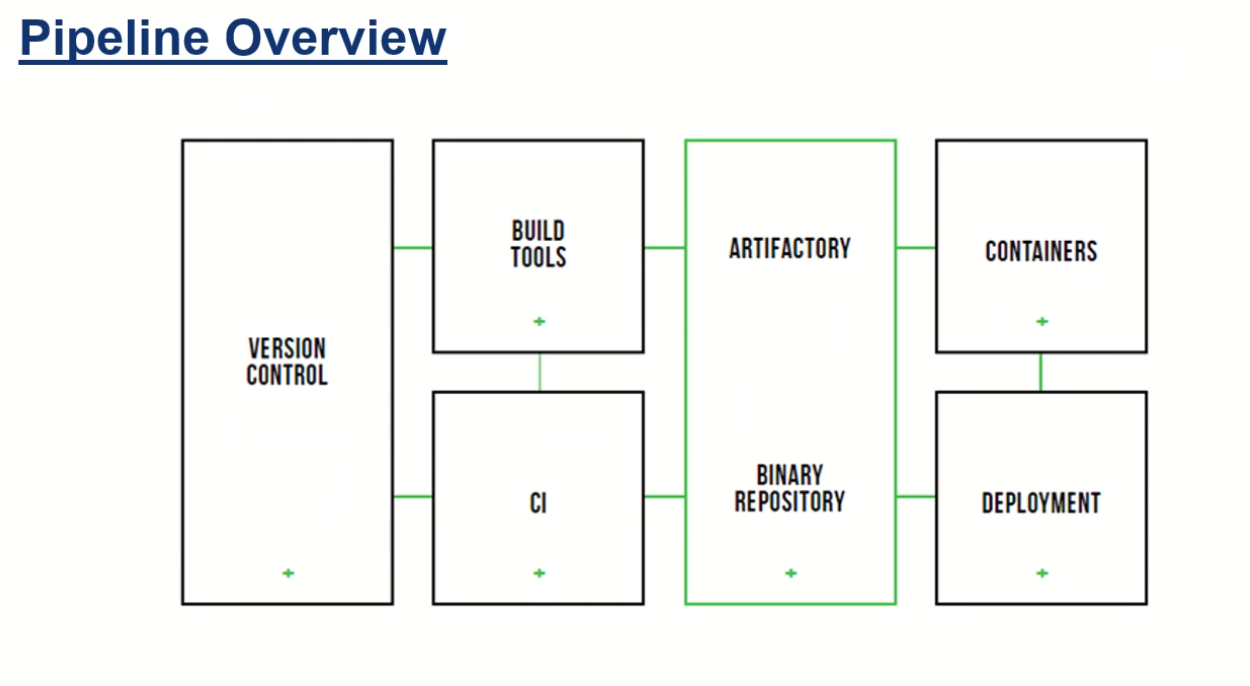 Pipeline Overview
VERSION
CONTROL
+
BUILD
TOOLS
+
CI
+
ARTIFACTORY
BINARY
REPOSITORY
+
CONTAINERS
+
DEPLOYMENT
+